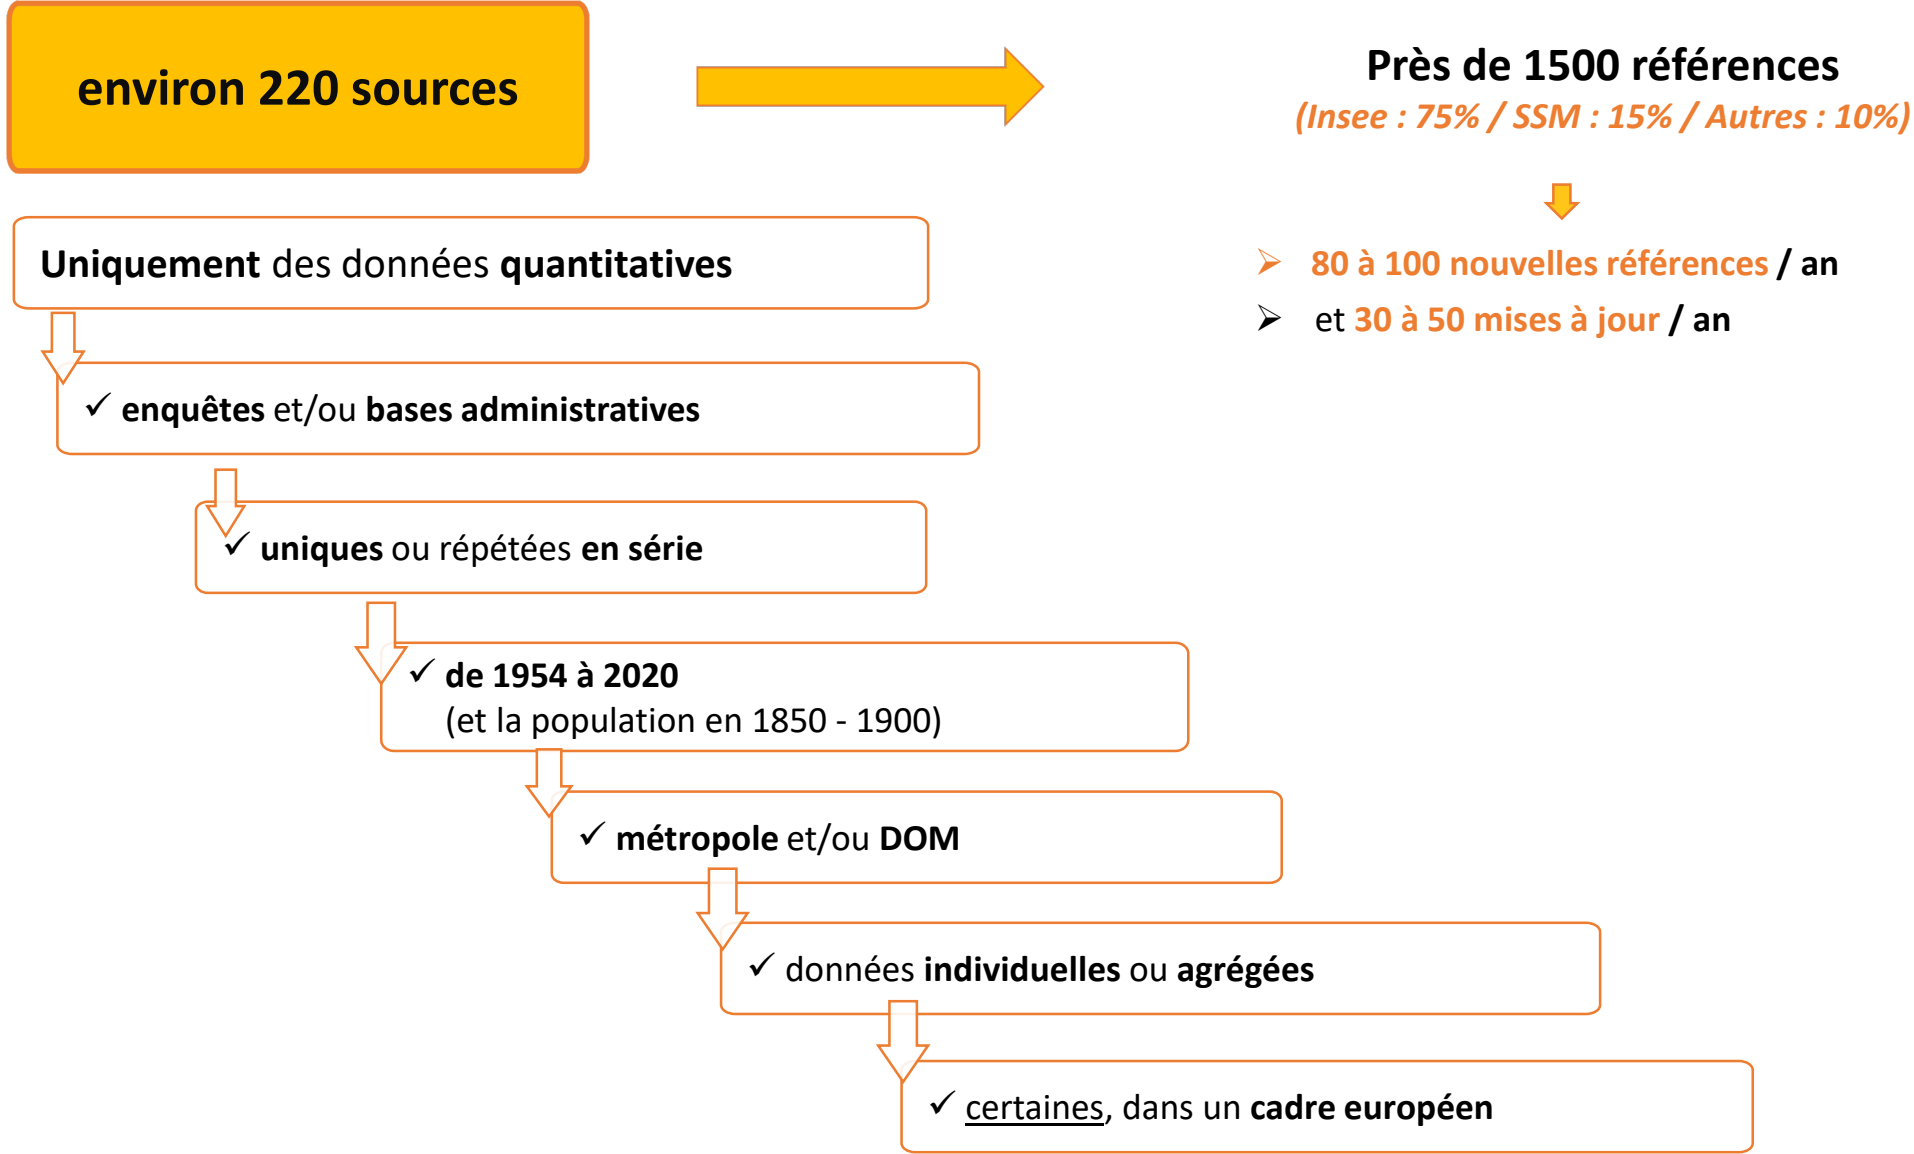 environ 220 sources
Près de 1500 références
(Insee : 75% / SSM : 15% / Autres : 10%)
80 à 100 nouvelles références / an
et 30 à 50 mises à jour / an
Uniquement des données quantitatives
enquêtes et/ou bases administratives
uniques ou répétées en série
de 1954 à 2020
(et la population en 1850 - 1900)
métropole et/ou DOM
données individuelles ou agrégées
certaines, dans un cadre européen